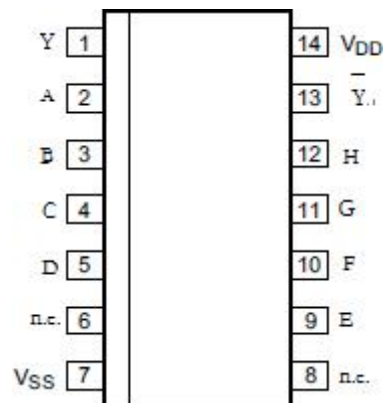 Y 1 14 VDD
A 2 13 Y
B 3 12 H
C 4 11 G
D 5 10 F
n.c. 6 9 E
VSS 7 8 n.c.